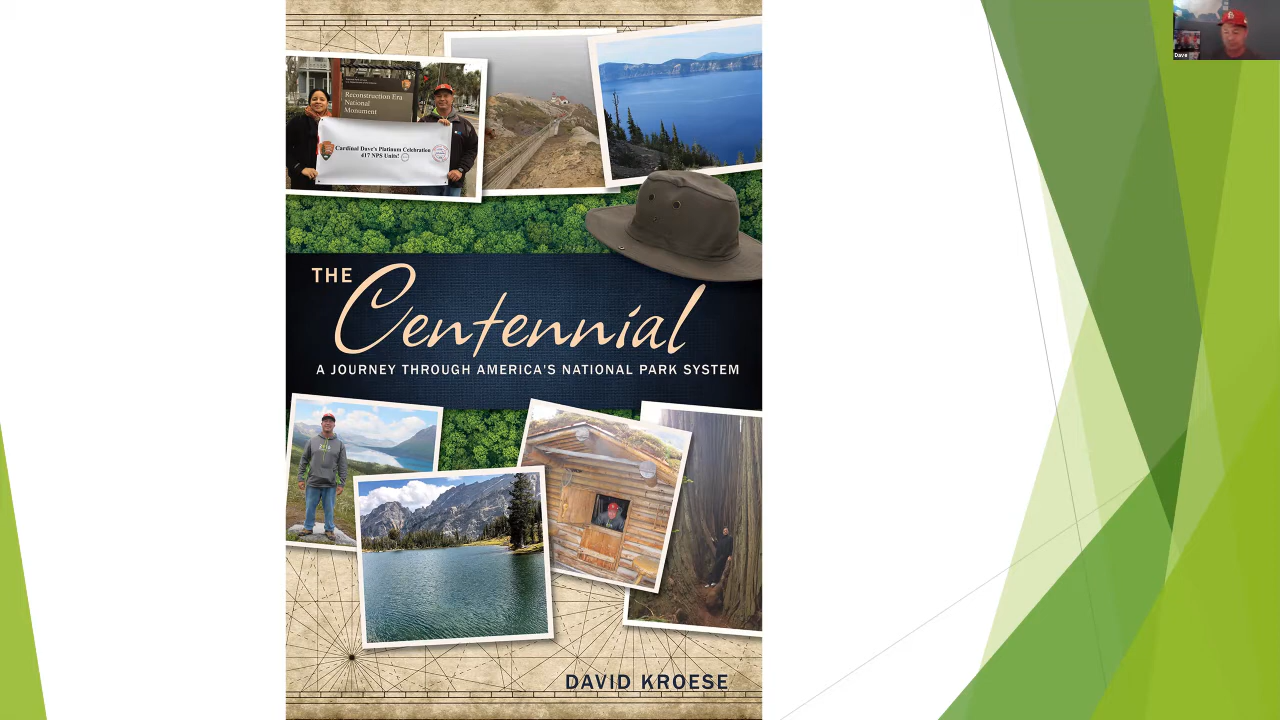 Dave
Reconstruction Era
National
Monument
Cardinal Dave's Platinum Celebration
417 NPS Units!
THE
Centennial
A JOURNEY THROUGH AMERICA'S NATIONAL PARK SYSTEM
DAVID KROESE